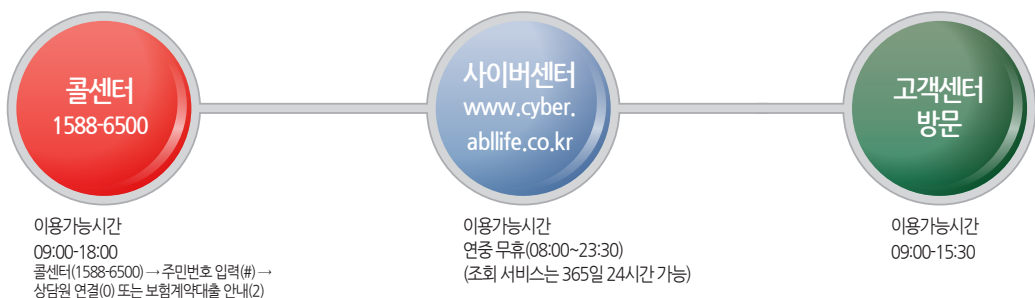 콜센터
1588-6500
이용가능시간
09:00-18:00
콜센터(1588-6500) → 주민번호 입력(#) →
상담원 연결(0) 또는 보험계약대출 안내(2)
사이버센터
www.cyber.
abllife.co.kr
이용가능시간
연중 무휴(08:00~23:30)
(조회 서비스는 365일 24시간 가능)
고객센터
방문
이용가능시간
09:00-15:30